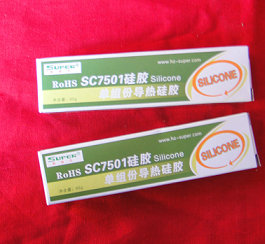 www.hz-super.com
SUPER
RoHS SC7501硅胶 Silicone
单组份导热硅胶
SILICONE
www.hz-super.com
SUPER
RoHS SC7501硅胶 Silicone
单组份导热硅胶
SILICONE